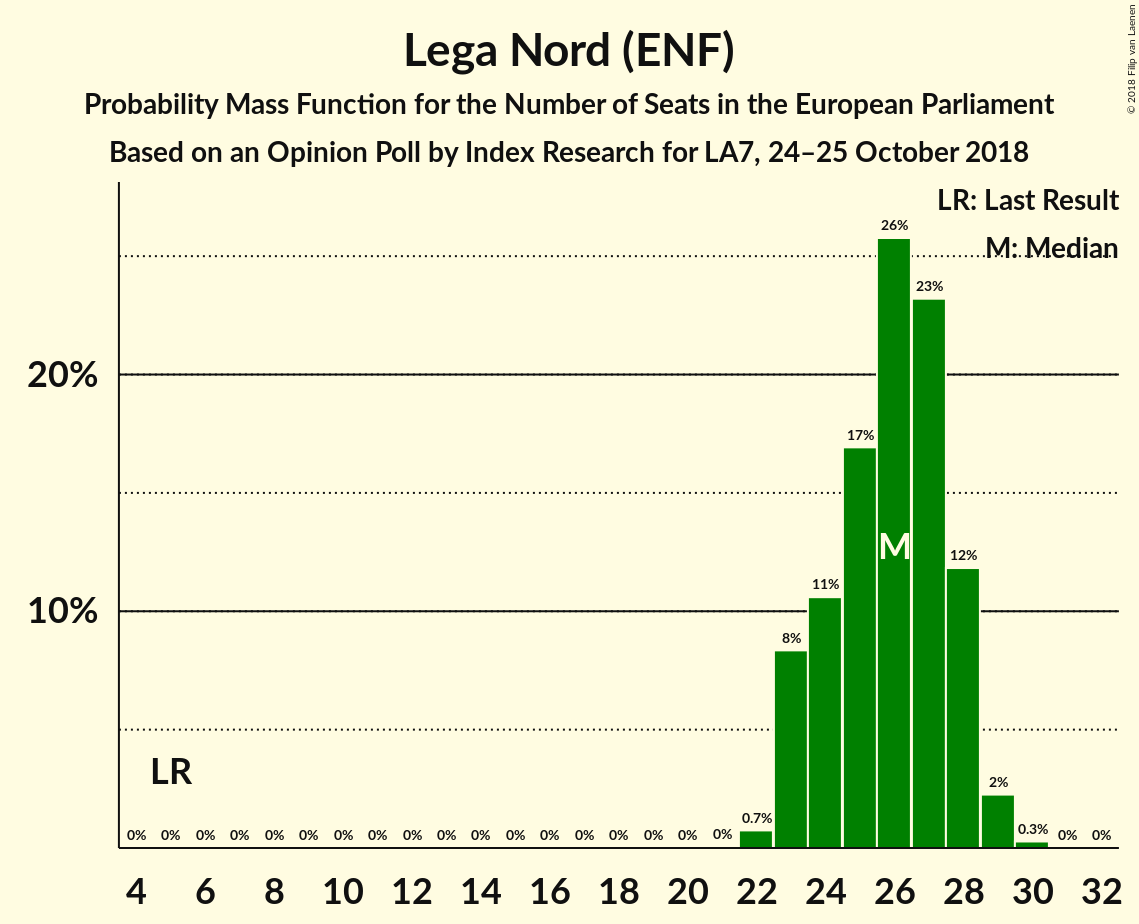 Lega Nord (ENF)
Probability Mass Function for the Number of Seats in the European Parliament
Based on an Opinion Poll by Index Research for LA7, 24–25 October 2018
© 2018 Filip van Laenen
LR: Last Result
M: Median
26%
23%
20%
17%
M
12%
11%
10%
8%
LR
2%
0% 0% 0% 0% 0% 0% 0% 0% 0% 0% 0% 0% 0% 0% 0% 0% 0% 0% 0.7% 0.3% 0% 0%
4 6 8 10 12 14 16 18 20 22 24 26 28 30 32